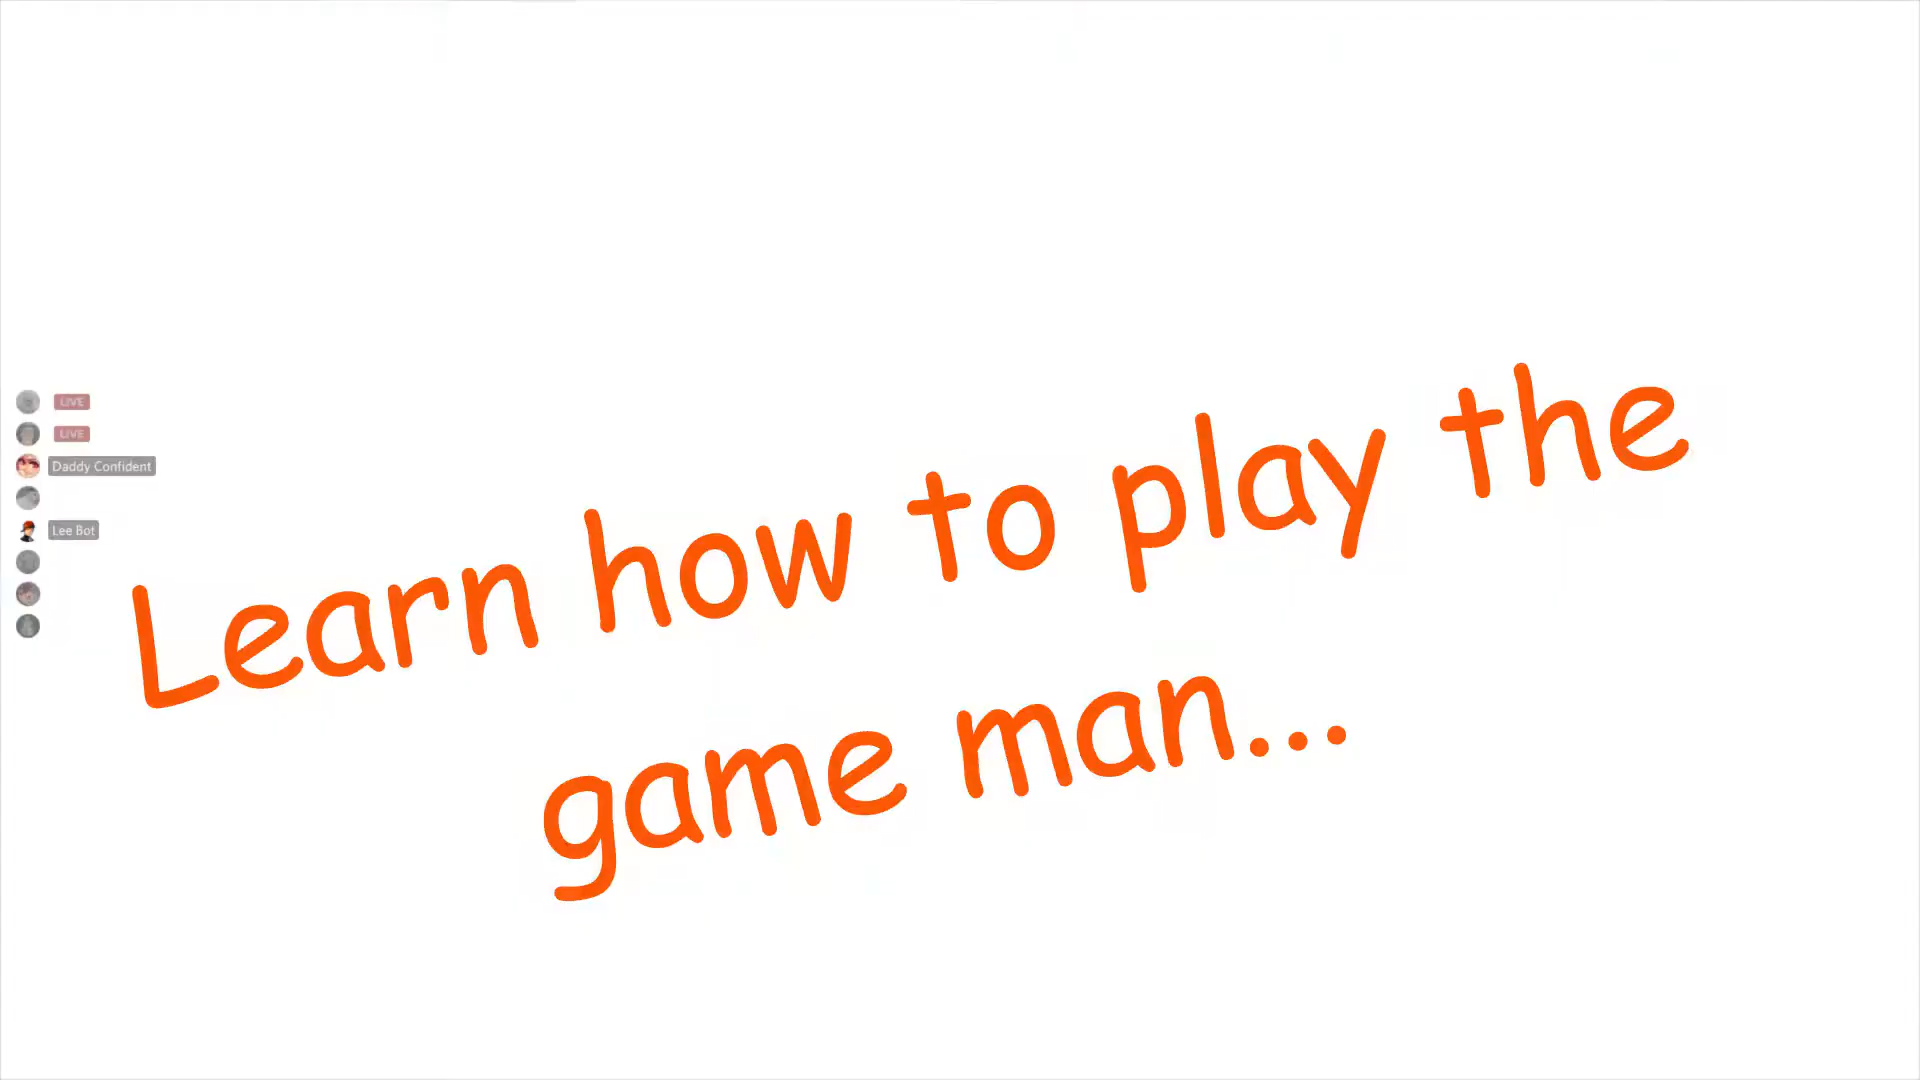 LIVE
LIVE
Daddy Confident
Lee Bot
Learn how to play the
game man...